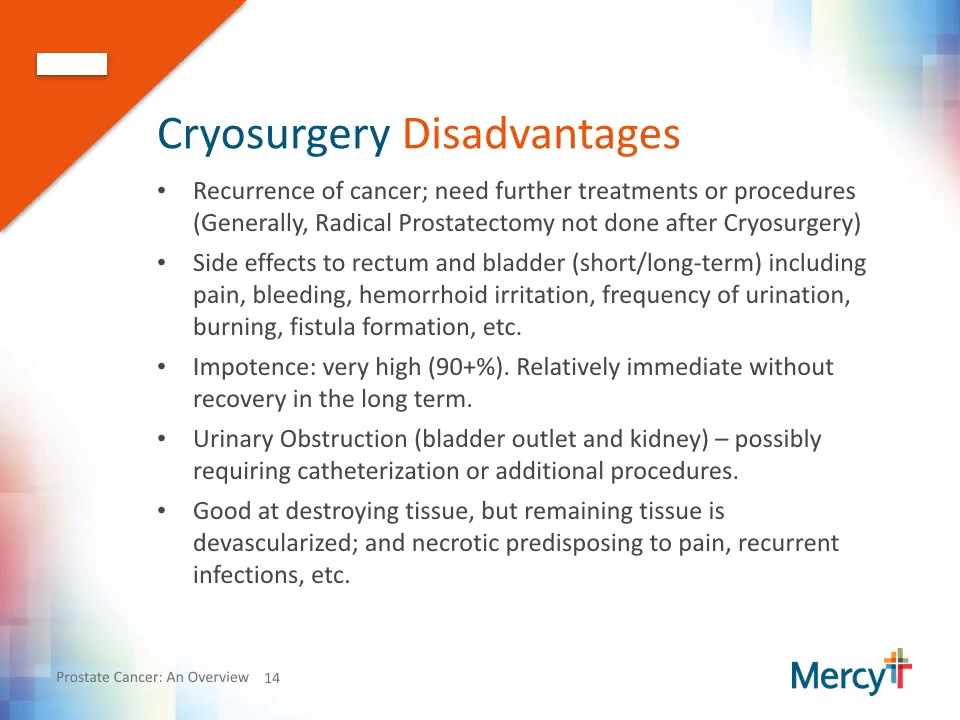 Cryosurgery Disadvantages
• Recurrence of cancer; need further treatments or procedures
(Generally, Radical Prostatectomy not done after Cryosurgery)
• Side effects to rectum and bladder (short/long-term) including
pain, bleeding, hemorrhoid irritation, frequency of urination,
burning, fistula formation, etc.
• Impotence: very high (90+%). Relatively immediate without
recovery in the long term.
• Urinary Obstruction (bladder outlet and kidney) – possibly
requiring catheterization or additional procedures.
• Good at destroying tissue, but remaining tissue is
devascularized; and necrotic predisposing to pain, recurrent
infections, etc.
Prostate Cancer: An Overview 14
Mercy